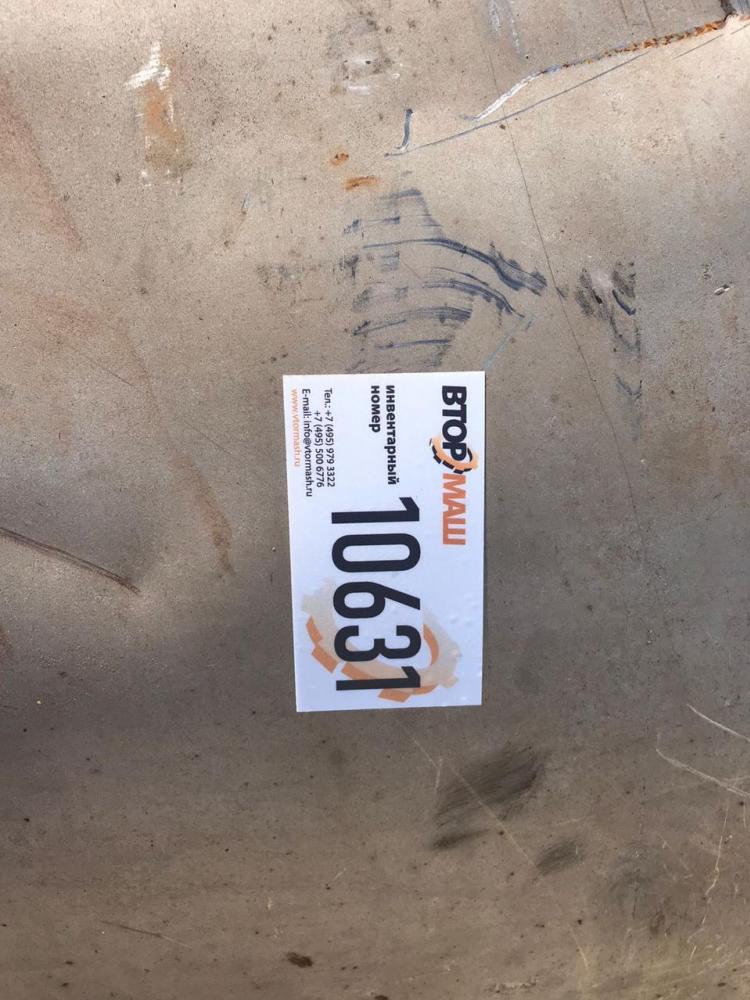 ВТОРМАШ
инвентарный
номер
10631
Тел.: +7 (495) 979 3322
+7 (495) 500 6776
E-mail: info@vtormash.ru
www.vtormash.ru